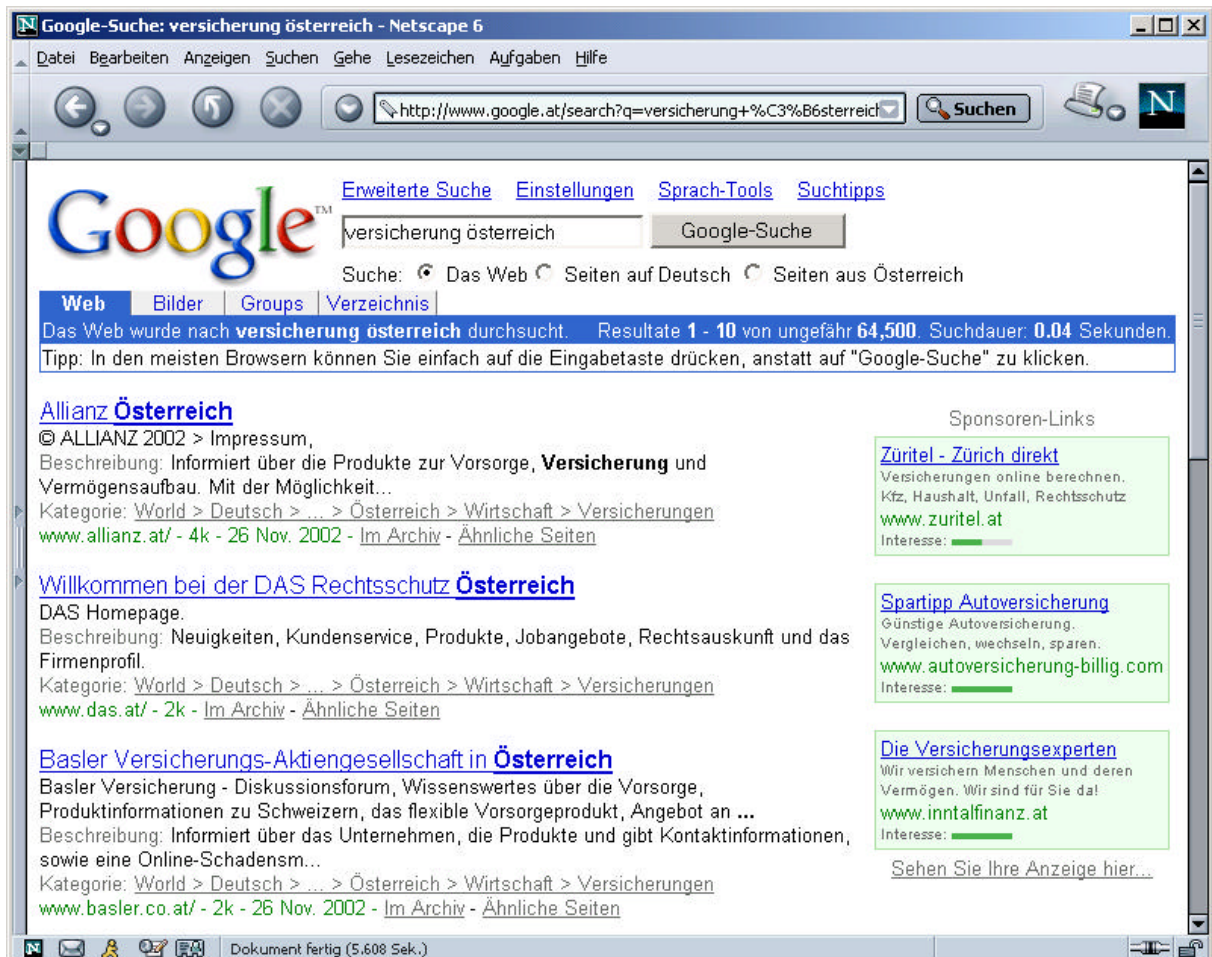 Google-Suche: versicherung österreich - Netscape 6
Datei Bearbeiten Anzeigen Suchen Gehe Lesezeichen Aufgaben Hilfe
http://www.google.at/search?q=versicherung+%C3%B6sterreich Suchen N
Google™
Erweiterte Suche Einstellungen Sprach-Tools Suchtipps
versicherung österreich Google-Suche
Suche: Das Web Seiten auf Deutsch Seiten aus Österreich
Web Bilder Groups Verzeichnis
Das Web wurde nach versicherung österreich durchsucht. Resultate 1 - 10 von ungefähr 64,500. Suchdauer: 0.04 Sekunden.
Tipp: In den meisten Browsern können Sie einfach auf die Eingabetaste drücken, anstatt auf "Google-Suche" zu klicken.
Allianz Österreich
© ALLIANZ 2002 > Impressum,
Beschreibung: Informiert über die Produkte zur Vorsorge, Versicherung und
Vermögensaufbau. Mit der Möglichkeit...
Kategorie: World > Deutsch > ... > Österreich > Wirtschaft > Versicherungen
www.allianz.at/ - 4k - 26 Nov. 2002 - Im Archiv - Ähnliche Seiten
Willkommen bei der DAS Rechtsschutz Österreich
DAS Homepage.
Beschreibung: Neuigkeiten, Kundenservice, Produkte, Jobangebote, Rechtsauskunft und das
Firmenprofil.
Kategorie: World > Deutsch > ... > Österreich > Wirtschaft > Versicherungen
www.das.at/ - 2k - Im Archiv - Ähnliche Seiten
Basler Versicherungs-Aktiengesellschaft in Österreich
Basler Versicherung - Diskussionsforum, Wissenswertes über die Vorsorge,
Produktinformationen zu Schweizern, das flexible Vorsorgeprodukt, Angebot an ...
Beschreibung: Informiert über das Unternehmen, die Produkte und gibt Kontaktinformationen,
sowie eine Online-Schadensm...
Kategorie: World > Deutsch > ... > Österreich > Wirtschaft > Versicherungen
www.basler.co.at/ - 2k - 26 Nov. 2002 - Im Archiv - Ähnliche Seiten
Sponsoren-Links
Züritel - Zürich direkt
Versicherungen online berechnen.
Kfz, Haushalt, Unfall, Rechtsschutz
www.zuritel.at
Interesse:
Spartipp Autoversicherung
Günstige Autoversicherung.
Vergleichen, wechseln, sparen.
www.autoversicherung-billig.com
Interesse:
Die Versicherungsexperten
Wir versichern Menschen und deren
Vermögen. Wir sind für Sie da!
www.inntalfinanz.at
Interesse:
Sehen Sie Ihre Anzeige hier...
Dokument fertig (5.608 Sek.)